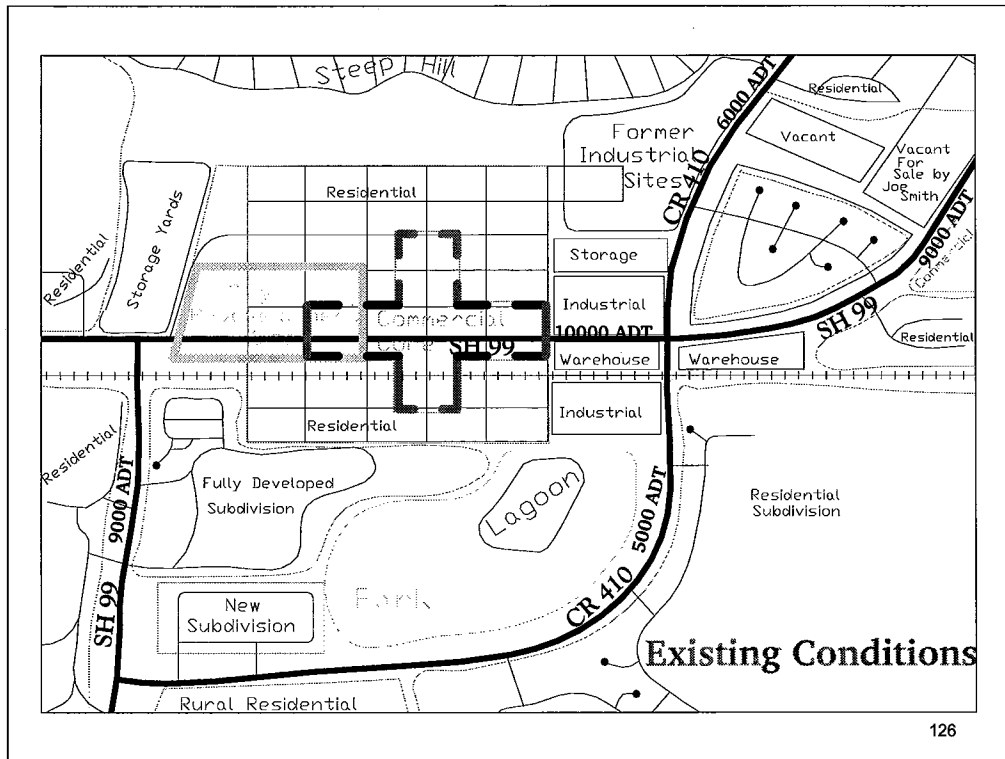 Steep Hill
6000 ADT
Residential
Former
Industrial
Sites
CR 410
Vacant
Vacant
For
Sale by
Joe
Smith
Residential
Residential
Storage Yards
Storage
9000 ADT
Commercial
Industrial
Commercial
Core
10000 ADT
SH 99
SH 99
Residential
Warehouse
Warehouse
Residential
Industrial
Residential
Fully Developed
Subdivision
9000 ADT
Lagoon
5000 ADT
Residential
Subdivision
Park
CR 410
SH 99
New
Subdivision
Existing Conditions
Rural Residential
126